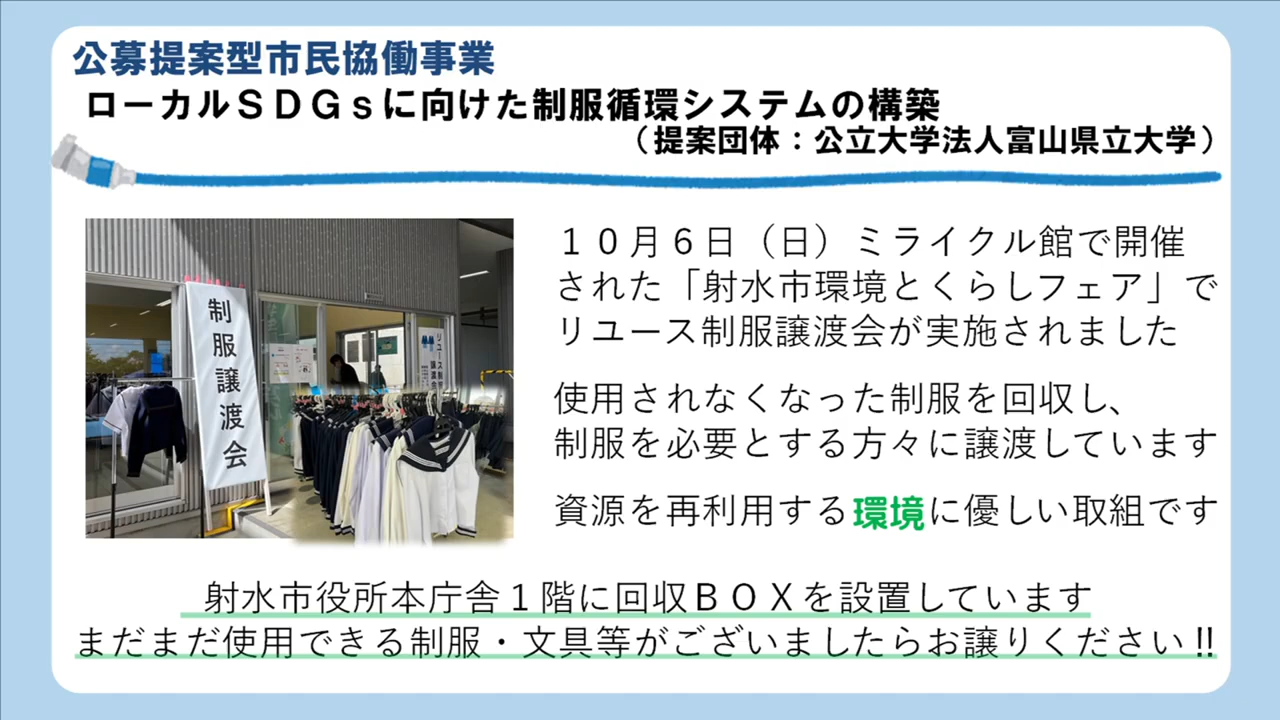 公募提案型市民協働事業
ローカルＳＤＧｓに向けた制服循環システムの構築
（提案団体：公立大学法人富山県立大学）
制服譲渡会
リユース制服
譲渡会
１０月６日（日）ミライクル館で開催
された「射水市環境とくらしフェア」で
リユース制服譲渡会が実施されました
使用されなくなった制服を回収し、
制服を必要とする方々に譲渡しています
資源を再利用する環境に優しい取組です
射水市役所本庁舎１階に回収ＢＯＸを設置しています
まだまだ使用できる制服・文具等がございましたらお譲りください!!